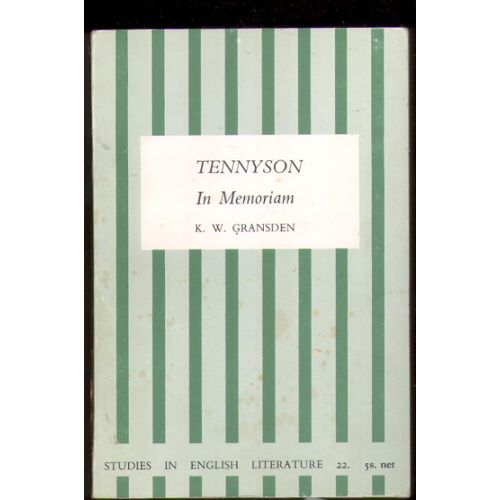 TENNYSON
In Memoriam
K. W. GRANSDEN
STUDIES IN ENGLISH LITERATURE 22. 5s. net